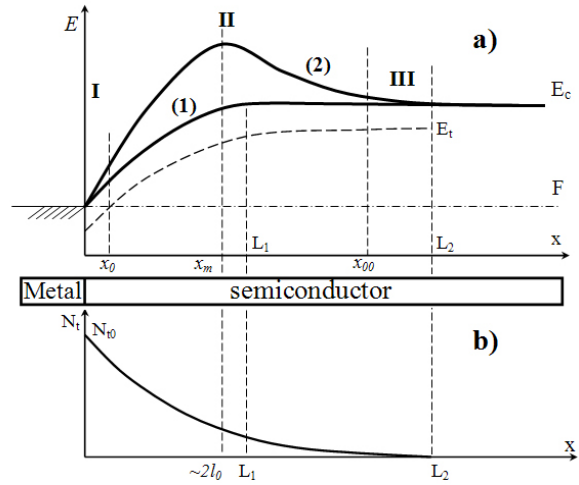 E
II
a)
(2)
III
I
(1)
E_c
E_t
F
L_1
L_2
x
x_0
x_m
x_00
Metal
semiconductor
N_t
N_t0
b)
x
~2l_0
L_1
L_2